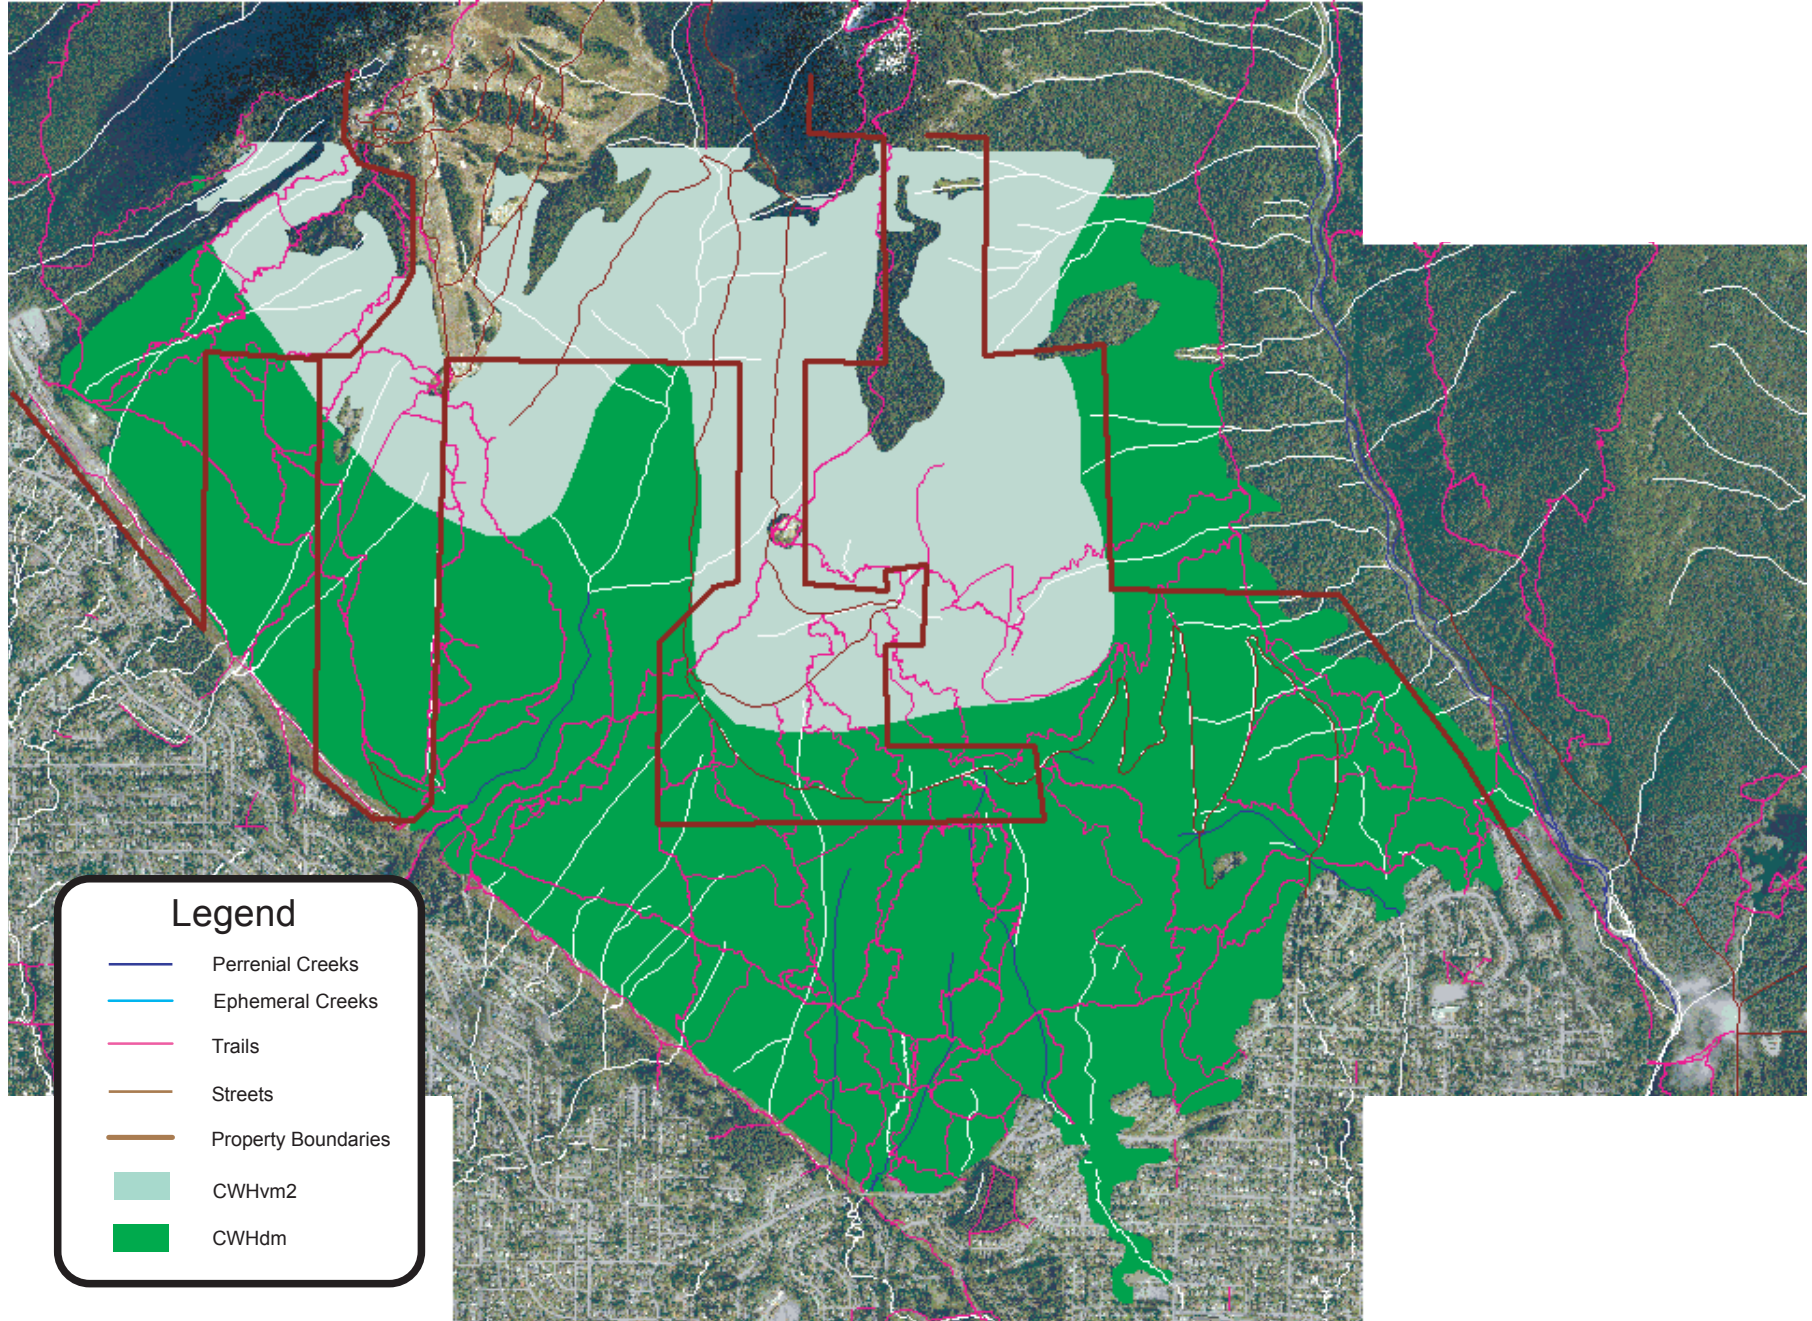 Legend
Perrenial Creeks
Ephemeral Creeks
Trails
Streets
Property Boundaries
CWHvm2
CWHdm